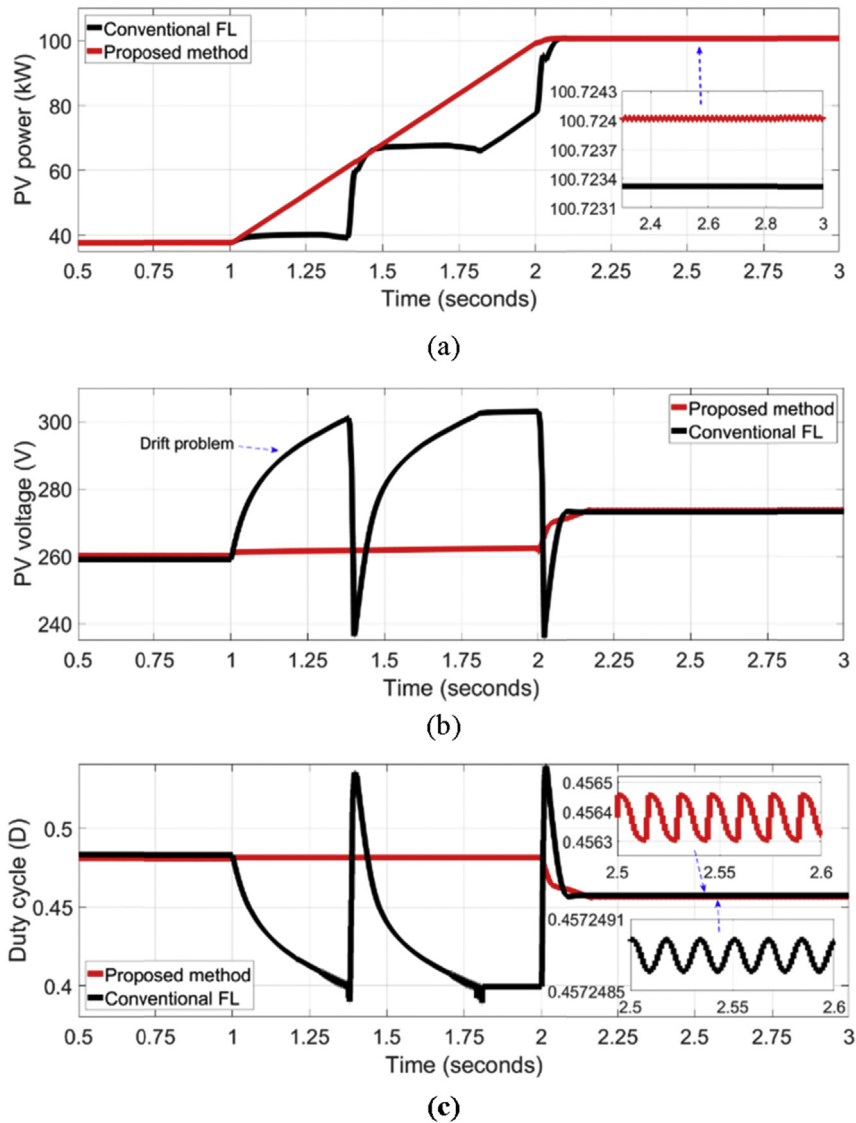 PV power (kW)
100
80
60
40
Conventional FL
Proposed method
100.7243
100.724
100.7237
100.7234
100.7231
2.4 2.6 2.8 3
0.5 0.75 1 1.25 1.5 1.75 2 2.25 2.5 2.75 3
Time (seconds)
(a)
PV voltage (V)
300
280
260
240
Drift problem
Proposed method
Conventional FL
0.5 0.75 1 1.25 1.5 1.75 2 2.25 2.5 2.75 3
Time (seconds)
(b)
Duty cycle (D)
0.5
0.45
0.4
0.4565
0.4564
0.4563
2.5 2.55 2.6
0.4572491
0.4572485
2.5 2.55 2.6
Proposed method
Conventional FL
0.5 0.75 1 1.25 1.5 1.75 2 2.25 2.5 2.75 3
Time (seconds)
(c)